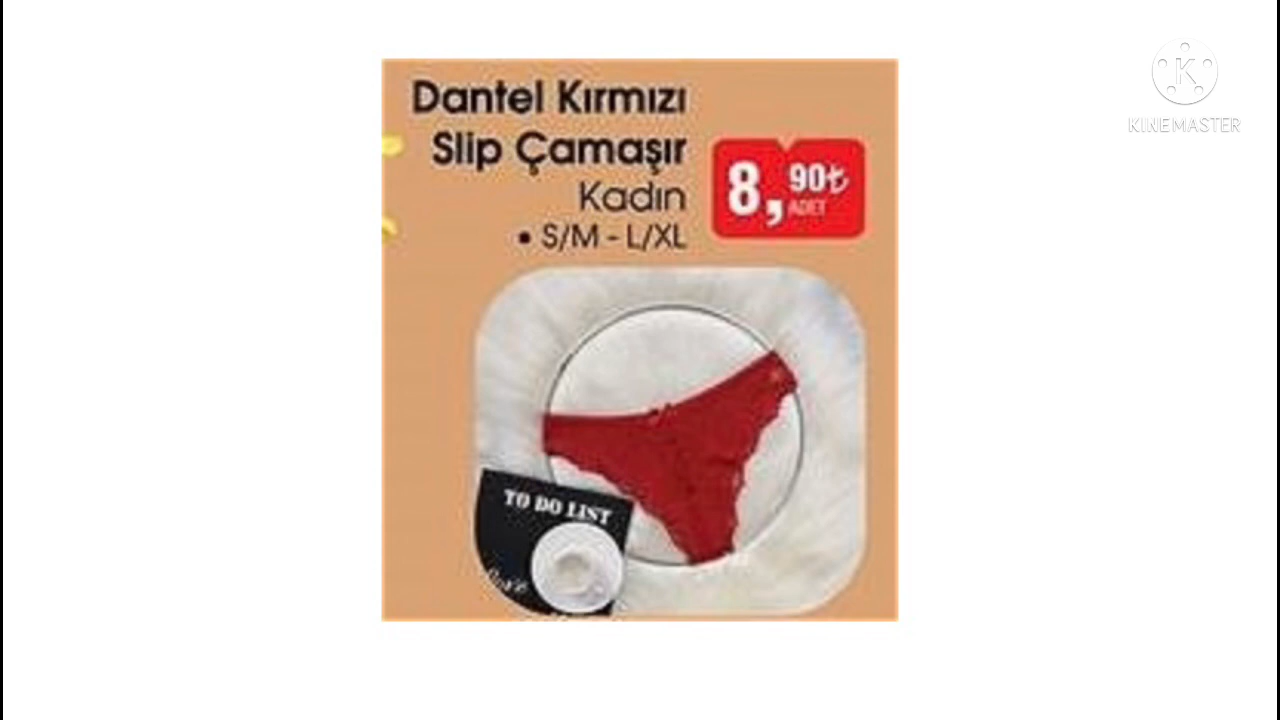 Dantel Kırmızı
Slip Çamaşır
Kadın
• S/M - L/XL
8,90₺
ADET
TO DO LIST
KINEMASTER